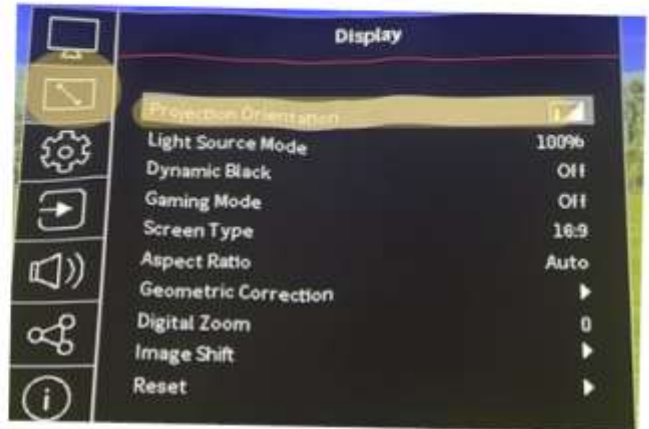 Display
Projection Orientation
Light Source Mode 100%
Dynamic Black Off
Gaming Mode Off
Screen Type 16:9
Aspect Ratio Auto
Geometric Correction
Digital Zoom 0
Image Shift
Reset